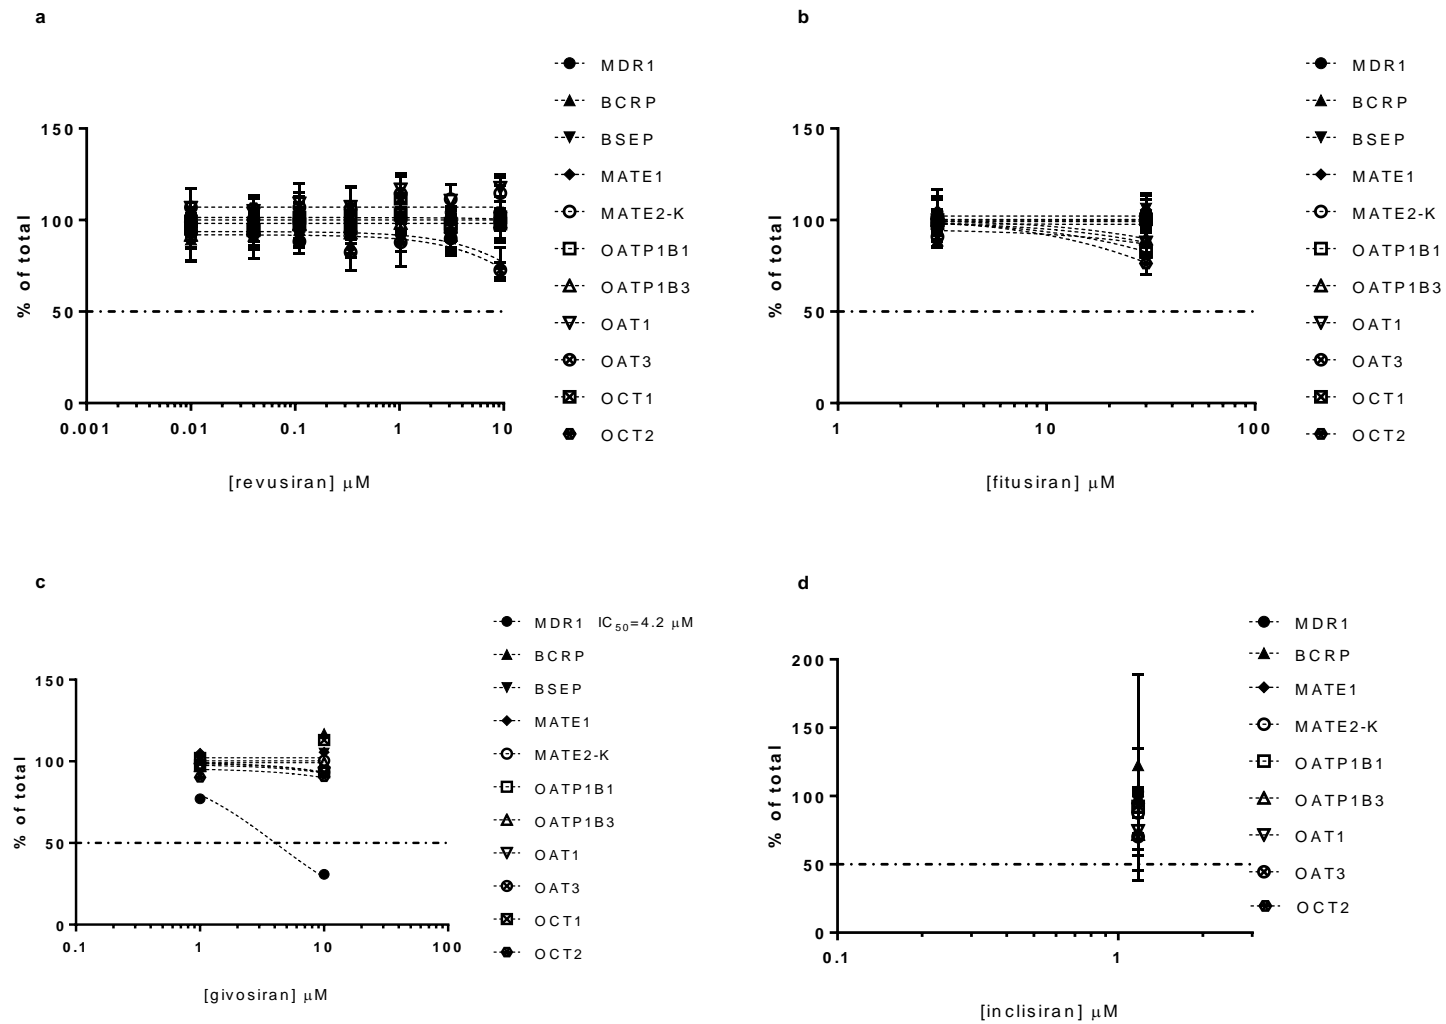 a
% of total
150
100
50
0
0.001
0.01
0.1
1
10
[revusiran] μM
MDR1
BCRP
BSEP
MATE1
MATE2-K
OATP1B1
OATP1B3
OAT1
OAT3
OCT1
OCT2
b
% of total
150
100
50
0
1
10
100
[fitusiran] μM
MDR1
BCRP
BSEP
MATE1
MATE2-K
OATP1B1
OATP1B3
OAT1
OAT3
OCT1
OCT2
c
% of total
150
100
50
0
0.1
1
10
100
[givosiran] μM
MDR1 IC50=4.2 μM
BCRP
BSEP
MATE1
MATE2-K
OATP1B1
OATP1B3
OAT1
OAT3
OCT1
OCT2
d
% of total
200
150
100
50
0
0.1
1
[inclisiran] μM
MDR1
BCRP
MATE1
MATE2-K
OATP1B1
OATP1B3
OAT1
OAT3
OCT2